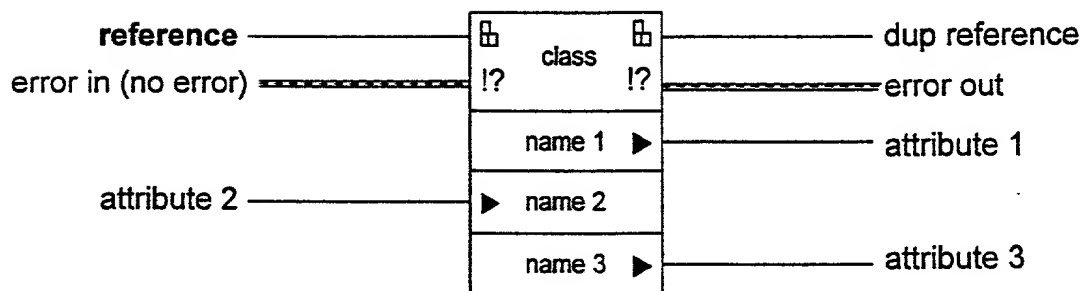 reference
class
dup reference
error in (no error)
!?
!?
error out
name 1
attribute 1
attribute 2
name 2
name 3
attribute 3